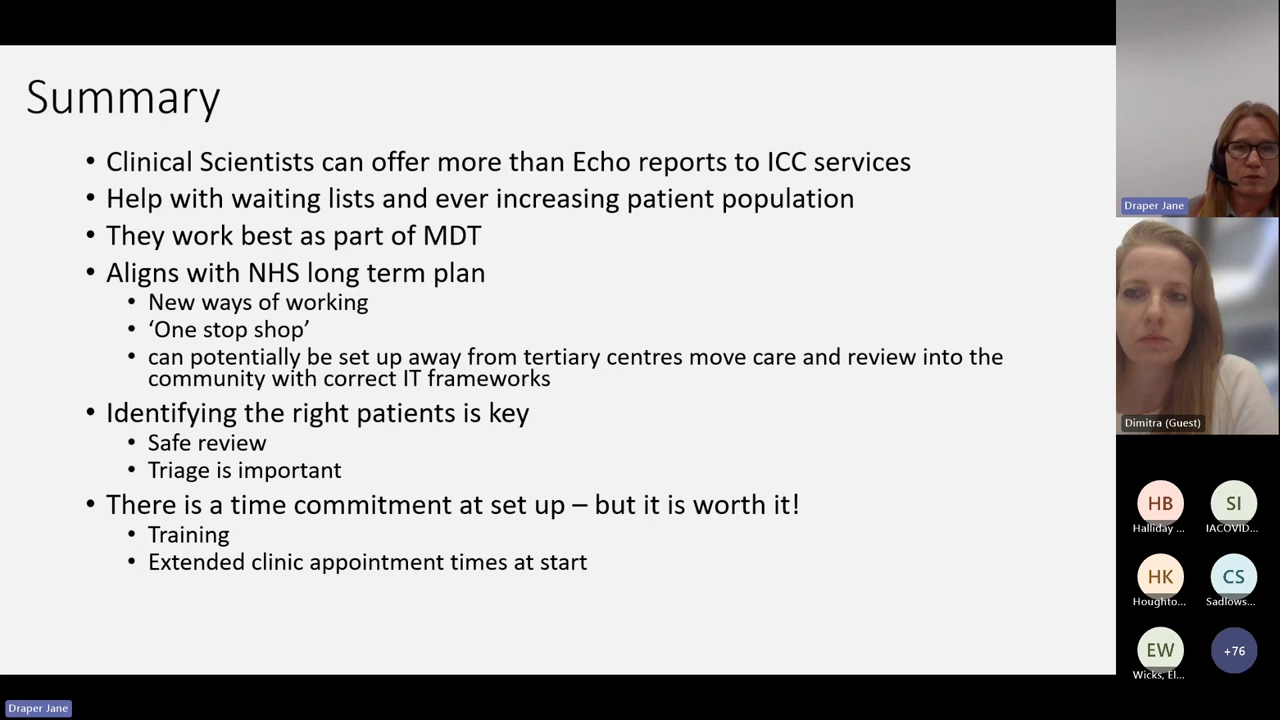 Summary
• Clinical Scientists can offer more than Echo reports to ICC services
• Help with waiting lists and ever increasing patient population
• They work best as part of MDT
• Aligns with NHS long term plan
• New ways of working
• ‘One stop shop’
• can potentially be set up away from tertiary centres move care and review into the
community with correct IT frameworks
• Identifying the right patients is key
• Safe review
• Triage is important
• There is a time commitment at set up – but it is worth it!
• Training
• Extended clinic appointment times at start
Draper Jane
Dimitra (Guest)
HB
Halliday ...
SI
IACOVID...
HK
Houghto...
CS
Sadlows...
EW
Wicks, El...
+76
Draper Jane